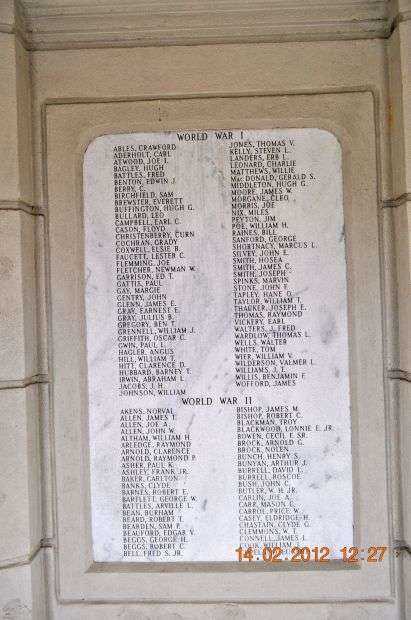 WORLD WAR I
ABLES, CRAWFORD
ADERHOLT, CARL
ATWOOD, JOE I.
BAGLEY, HUGH
BATTLES, FRED
BENTON, EDWIN J.
BERRY, C.
BIRCHFIELD, SAM
BREWSTER, EVERETT
BUFFINGTON, HUGH G.
BULLARD, LEO
CAMPBELL, EARL C.
CASON, FLOYD
CHRISTENBERRY, CURN
COCHRAN, GRADY
COXWELL, ELSIE B.
FAUCETT, LESTER C.
FLEMMING, JOE
FLETCHER, NEWMAN W.
GARRISON, ED T.
GATTIS, PAUL
GAY, MARGIE
GENTRY, JOHN
GLENN, JAMES E.
GRAY, EARNEST E.
GRAY, JULIUS B.
GREGORY, BEN T.
GRENNELL, WILLIAM J.
GRIFFITH, OSCAR C.
GWIN, PAUL L.
HAGLER, ANGUS
HILL, WILLIAM T.
HITT, CLARENCE D.
HUBBARD, BARNEY T.
IRWIN, ABRAHAM L.
JACOBS, J. H.
JOHNSON, WILLIAM
JONES, THOMAS V.
KELLY, STEVEN L.
LANDERS, ERB L.
LEONARD, CHARLIE
MATTHEWS, WILLIE
MacDONALD, GERALD S.
MIDDLETON, HUGH G.
MOORE, JAMES W.
MORGANE, CLEO
MORRIS, JOE
NIX, MILES
PEYTON, JIM
POE, WILLIAM H.
RAINES, BILL
SANFORD, GEORGE
SHORTNACY, MARCUS L.
SILVEY, JOHN E.
SMITH, HOSEA
SMITH, JAMES C.
SMITH, JOSEPH
SPINKS, MARVIN
STONE, JOHN F.
TAPLEY, HANE O.
TAYLOR, WILLIAM T.
THACKER, JOSEPH E.
THOMAS, RAYMOND
VICKERY, EARL
WALTERS, J. FRED
WARDLOW, THOMAS L.
WELLS, WALTER
WHITE, TOM
WIER, WILLIAM V.
WILDERSON, VALMER L.
WILLIAMS, J. T.
WILLIS, BENJAMIN F.
WOFFORD, JAMES
WORLD WAR II
AKENS, NORVAL
ALLEN, JAMES T.
ALLEN, JOE A.
ALLEN, JOHN W.
ALTHAM, WILLIAM H.
ARLEDGE, RAYMOND
ARNOLD, CLARENCE
ARNOLD, RAYMOND P.
ASHER, PAUL K.
ASHLEY, FRANK JR.
BAKER, CARLTON
BANKS, CLYDE
BARNES, ROBERT E.
BARTLETT, GEORGE W.
BATTLES, ARVILLE L.
BEAN, BURHAM
BEARD, ROBERT T.
BEARDEN, SAM P.
BEAUFORD, EDGAR V.
BEGGS, GEORGE H.
BEGGS, ROBERT C.
BELL, FRED S. JR.
BISHOP, JAMES M.
BISHOP, ROBERT C.
BLACKMAN, TROY
BLACKWOOD, LONNIE E. JR.
BOWEN, CECIL F. SR.
BROCK, ARNOLD G.
BROCK, NOLEN
BUNCH, HENRY S.
BUNYAN, ARTHUR J.
BURRELL, DAVID L.
BURRELL, ROSCOE
BUSH, JOHN C.
BUTLER, W. H. JR.
CARLIN, JOE A.
CARR, MASON C.
CARROL, PRICE W.
CASEY, ELDRIDGE H.
CHASTAIN, CLYDE G.
CLEMMONS, W. T.
CONNELL, JAMES L.
COOK, WILLIAM J.
14/02/2012 12:27